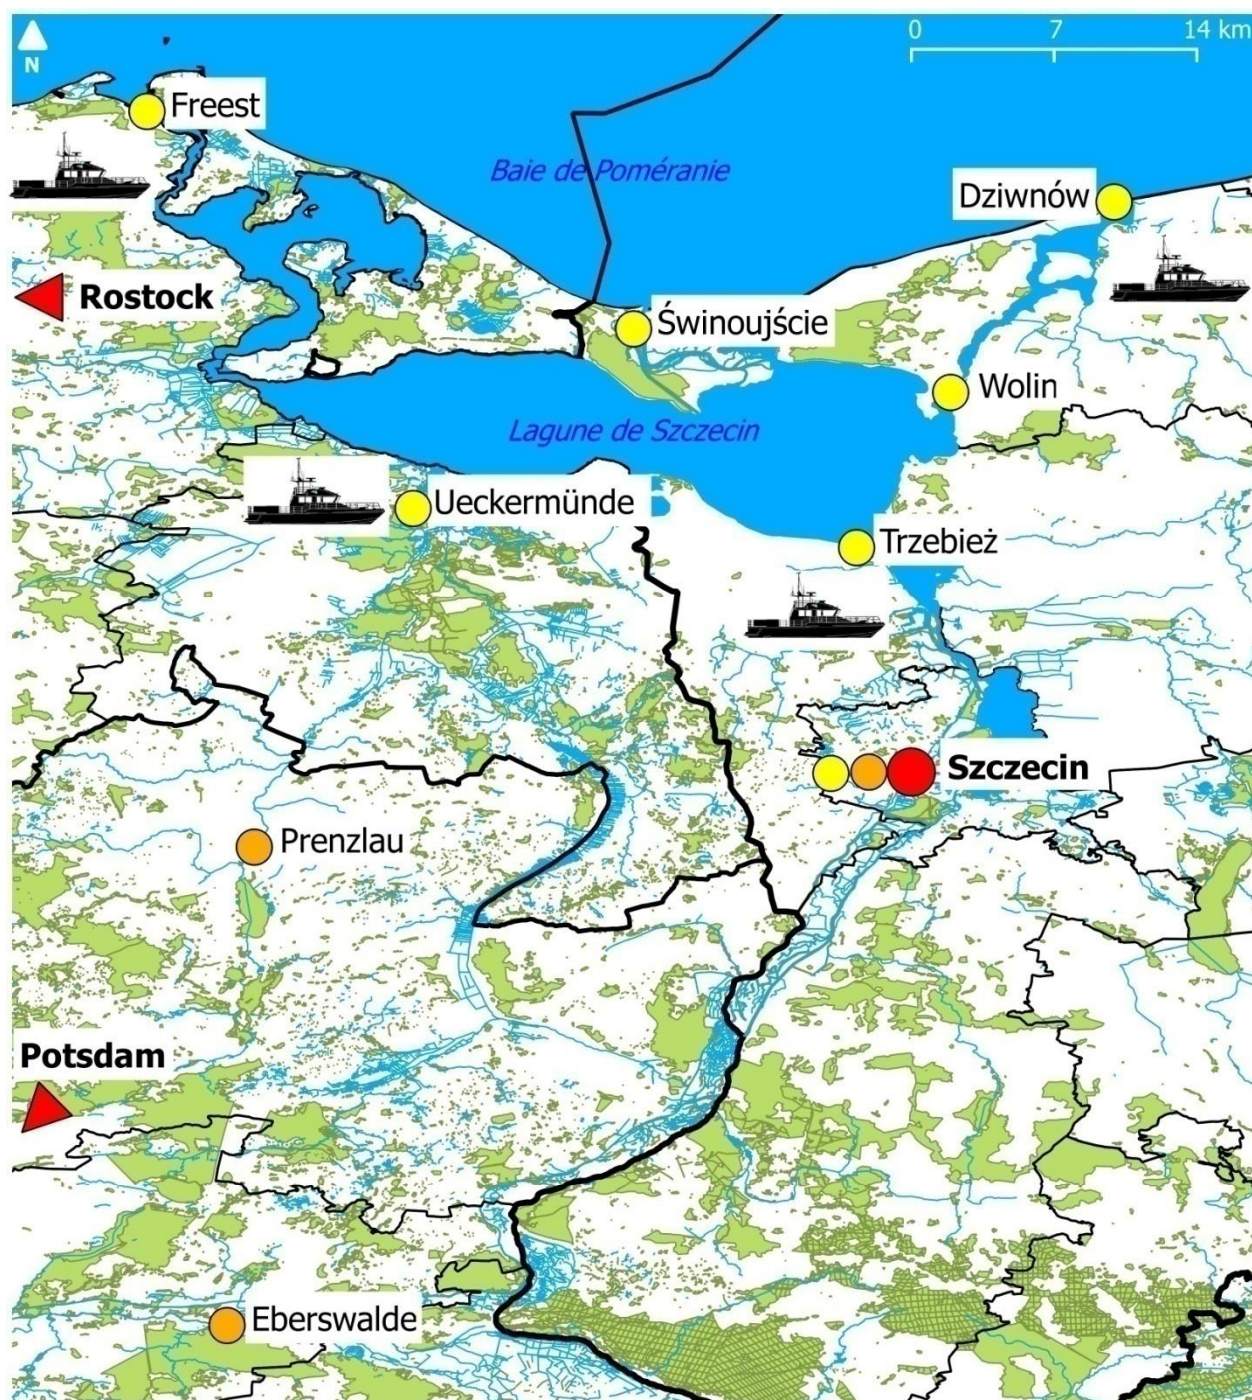 0 7 14 km
N
Freest
Baie de Poméranie
Dziwnów
Rostock
Świnoujście
Wolin
Lagune de Szczecin
Ueckermünde
Trzebież
Szczecin
Prenzlau
Potsdam
Eberswalde